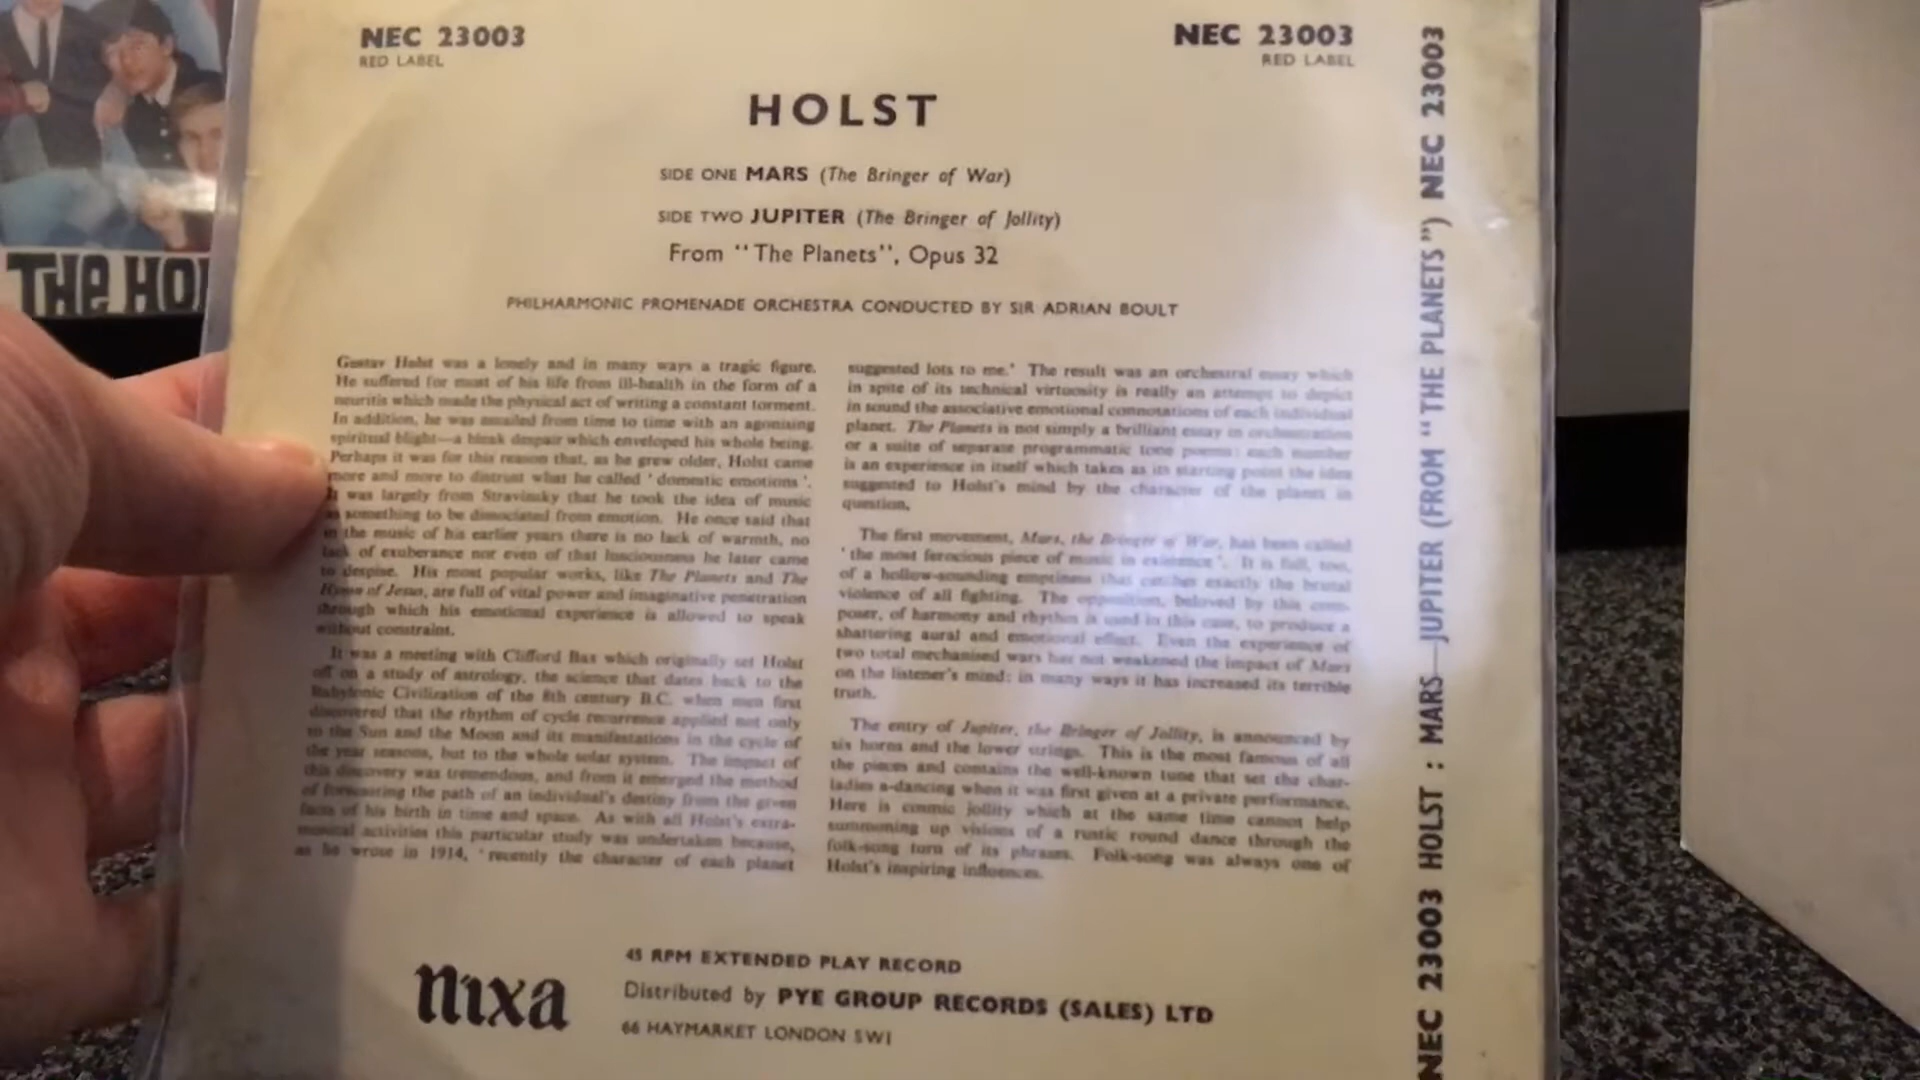 NEC 23003
RED LABEL
NEC 23003
RED LABEL
HOLST
SIDE ONE MARS (The Bringer of War)
SIDE TWO JUPITER (The Bringer of Jollity)
From "The Planets", Opus 32
PHILHARMONIC PROMENADE ORCHESTRA CONDUCTED BY SIR ADRIAN BOULT
Gustav Holst was a lonely and in many ways a tragic figure.
He suffered for most of his life from ill-health in the form of a
neuritis which made the physical act of writing a constant torment.
In addition, he was assailed from time to time with an agonising
spiritual blight—a bleak despair which enveloped his whole being.
Perhaps it was for this reason that, as he grew older, Holst came
more and more to distrust what he called 'domestic emotions'.
It was largely from Stravinsky that he took the idea of music
as something to be dissociated from emotion. He once said that
in the music of his earlier years there is no lack of warmth, no
lack of exuberance nor even of that lusciousness he later came
to despise. His most popular works, like The Planets and The
Hymn of Jesus, are full of vital power and imaginative penetration
through which his emotional experience is allowed to speak
without constraint.
It was a meeting with Clifford Bax which originally set Holst
off on a study of astrology, the science that dates back to the
Babylonic Civilization of the 8th century B.C. when men first
discovered that the rhythm of cycle recurrence applied not only
to the Sun and the Moon and its manifestations in the cycle of
the year seasons, but to the whole solar system. The impact of
this discovery was tremendous, and from it emerged the method
of forecasting the path of an individual's destiny from the given
facts of his birth in time and space. As with all Holst's extra-
musical activities this particular study was undertaken because,
as he wrote in 1914, 'recently the character of each planet
suggested lots to me.' The result was an orchestral essay which
in spite of its technical virtuosity is really an attempt to depict
in sound the associative emotional connotations of each individual
planet. The Planets is not simply a brilliant essay in orchestration
or a suite of separate programmatic tone poems: each number
is an experience in itself which takes as its starting point the idea
suggested to Holst's mind by the character of the planet in
question.
The first movement, Mars, the Bringer of War, has been called
'the most ferocious piece of music in existence'. It is full, too,
of a hollow-sounding emptiness that catches exactly the brutal
violence of all fighting. The opposition, beloved by this com-
poser, of harmony and rhythm is used in this case, to produce a
shattering aural and emotional effect. Even the experience of
two total mechanised wars has not weakened the impact of Mars
on the listener's mind: in many ways it has increased its terrible
truth.
The entry of Jupiter, the Bringer of Jollity, is announced by
six horns and the lower strings. This is the most famous of all
the pieces and contains the well-known tune that set the char-
ladies a-dancing when it was first given at a private performance.
Here is cosmic jollity which at the same time cannot help
summoning up visions of a rustic round dance through the
folk-song turn of its phrases. Folk-song was always one of
Holst's inspiring influences.
nixa
45 RPM EXTENDED PLAY RECORD
Distributed by PYE GROUP RECORDS (SALES) LTD
66 HAYMARKET LONDON SW1
NEC 23003 HOLST : MARS—JUPITER (FROM "THE PLANETS") NEC 23003
THE HO